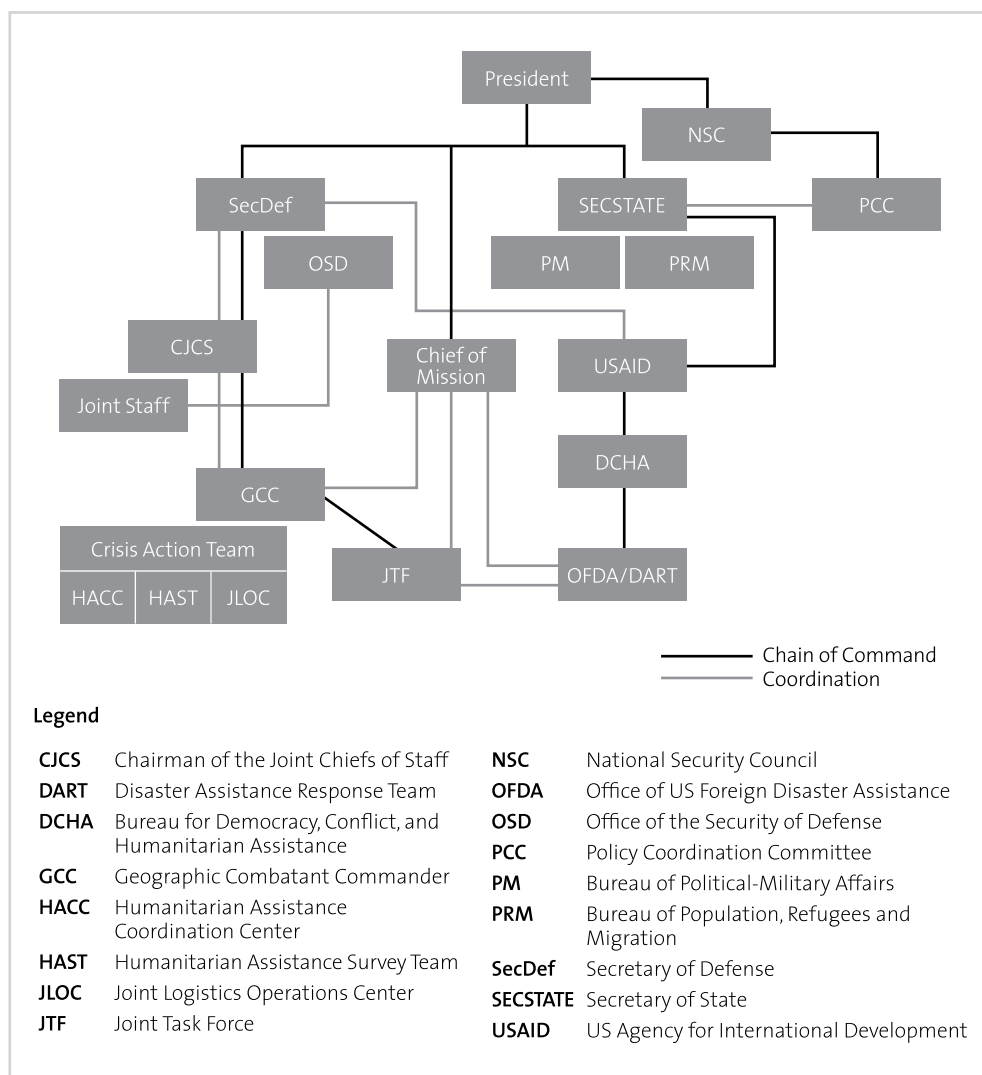 President
NSC
SecDef
SECSTATE
PCC
OSD
PM
PRM
CJCS
Chief of
Mission
USAID
Joint Staff
DCHA
GCC
Crisis Action Team
HACC
HAST
JLOC
JTF
OFDA/DART
Chain of Command
Coordination
Legend
CJCS Chairman of the Joint Chiefs of Staff
DART Disaster Assistance Response Team
DCHA Bureau for Democracy, Conflict, and
Humanitarian Assistance
GCC Geographic Combatant Commander
HACC Humanitarian Assistance
Coordination Center
HAST Humanitarian Assistance Survey Team
JLOC Joint Logistics Operations Center
JTF Joint Task Force
NSC National Security Council
OFDA Office of US Foreign Disaster Assistance
OSD Office of the Security of Defense
PCC Policy Coordination Committee
PM Bureau of Political-Military Affairs
PRM Bureau of Population, Refugees and
Migration
SecDef Secretary of Defense
SECSTATE Secretary of State
USAID US Agency for International Development